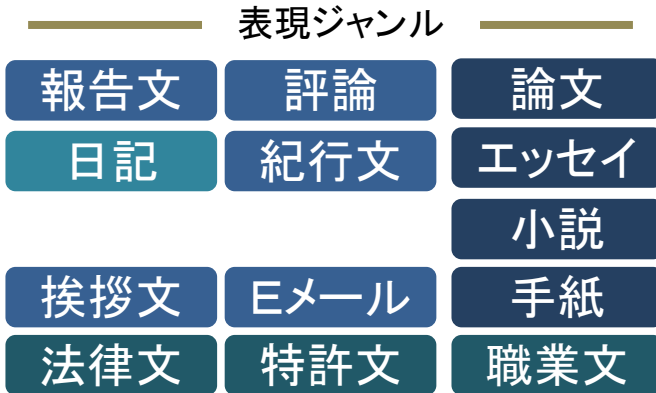 表現ジャンル
報告文 評論 論文
日記 紀行文 エッセイ
小説
挨拶文 Eメール 手紙
法律文 特許文 職業文